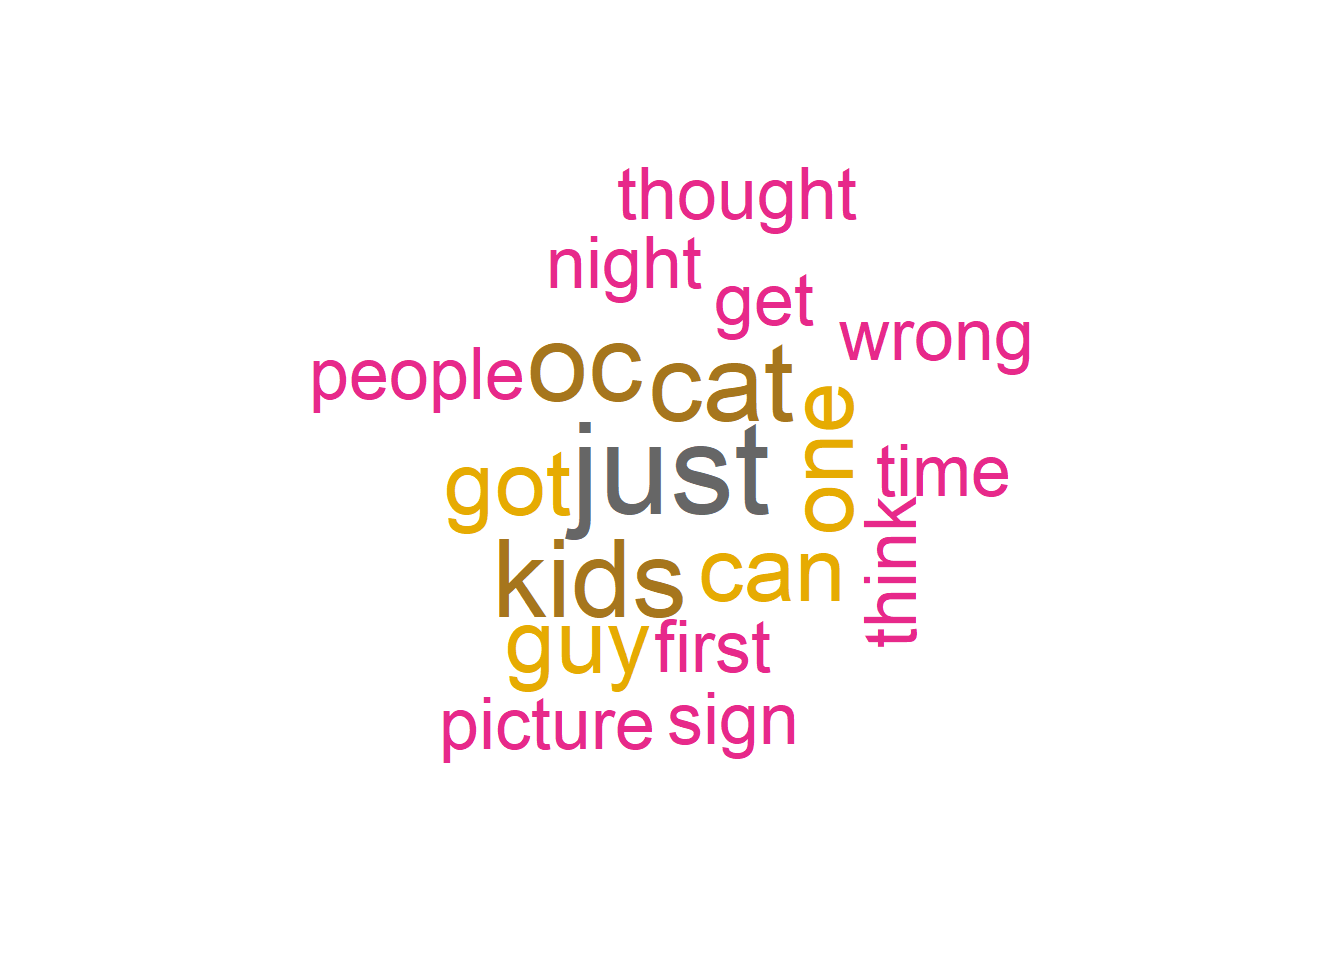 thought
night
get
wrong
people
oc
cat
one
just
got
time
think
kids
can
guy
first
picture
sign